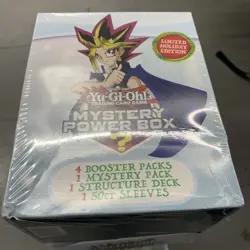 LIMITED
HOLIDAY
EDITION
Yu-Gi-Oh!
TRADING CARD GAME
MYSTERY
POWER BOX
?
4 BOOSTER PACKS
1 MYSTERY PACK
1 STRUCTURE DECK
1 50CT SLEEVES